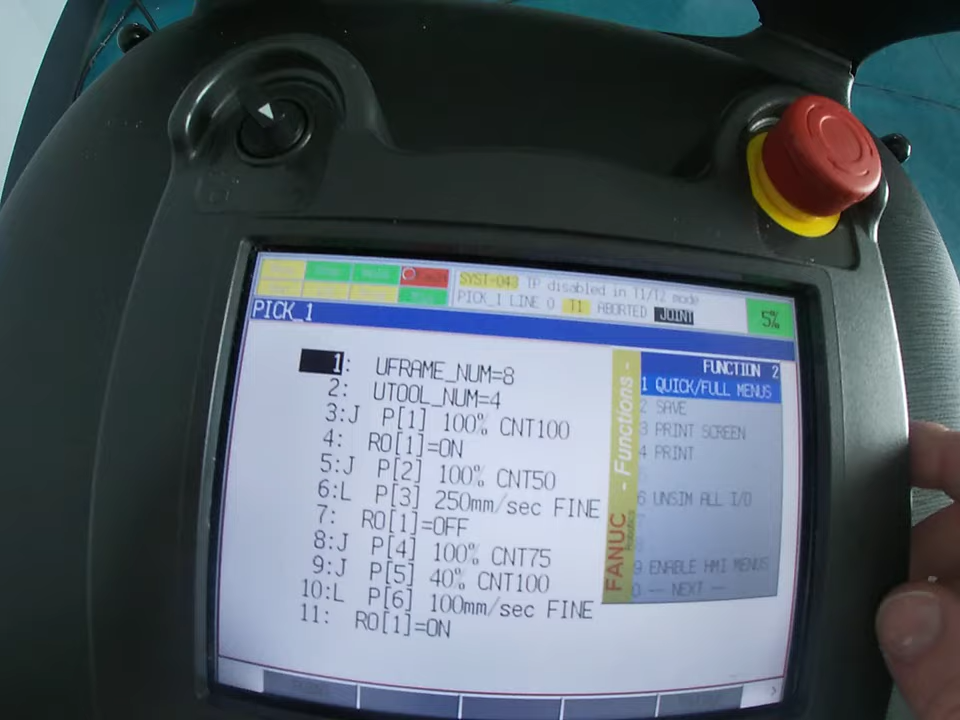 SYST-043 TP disabled in T1/T2 mode
PICK_1 LINE 0 T1 ABORTED JOINT
5%
PICK_1
1: UFRAME_NUM=8
2: UTOOL_NUM=4
3:J P[1] 100% CNT100
4: RO[1]=ON
5:J P[2] 100% CNT50
6:L P[3] 250mm/sec FINE
7: RO[1]=OFF
8:J P[4] 100% CNT75
9:J P[5] 40% CNT100
10:L P[6] 100mm/sec FINE
11: RO[1]=ON
FANUC Robotics - Functions -
FUNCTION 2
1 QUICK/FULL MENUS
2 SAVE
3 PRINT SCREEN
4 PRINT
6 UNSIM ALL I/O
9 ENABLE HMI MENUS
0 -- NEXT --
>